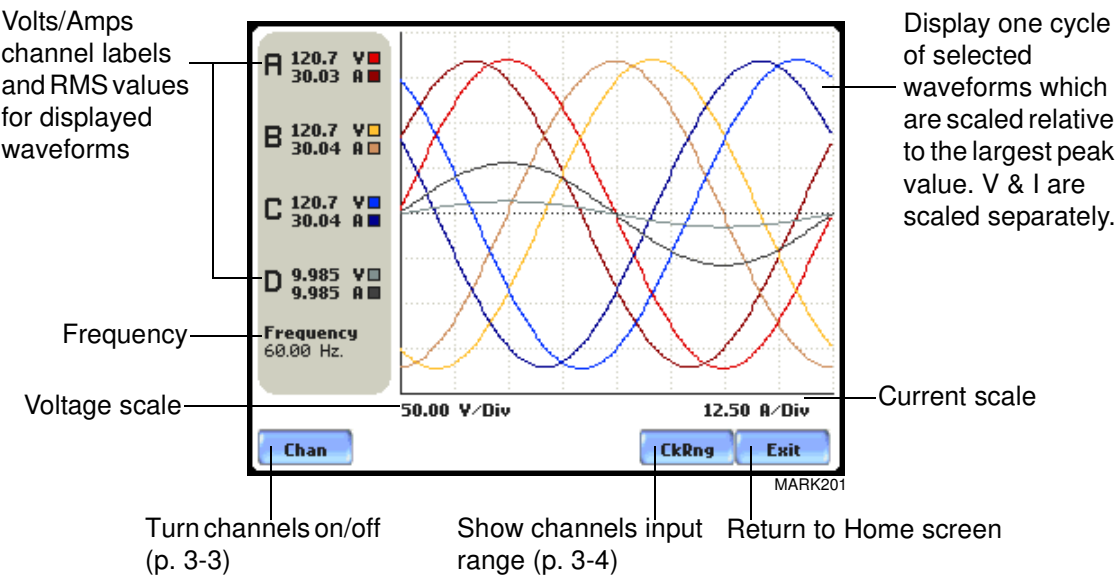 Volts/Amps
channel labels
and RMS values
for displayed
waveforms
A 120.7 V
30.03 A
B 120.7 V
30.04 A
C 120.7 V
30.04 A
D 9.985 V
9.985 A
Frequency
60.00 Hz.
Frequency
Voltage scale
50.00 V/Div
12.50 A/Div
Current scale
Display one cycle
of selected
waveforms which
are scaled relative
to the largest peak
value. V & I are
scaled separately.
Chan
CkRng
Exit
MARK201
Turn channels on/off
(p. 3-3)
Show channels input
range (p. 3-4)
Return to Home screen